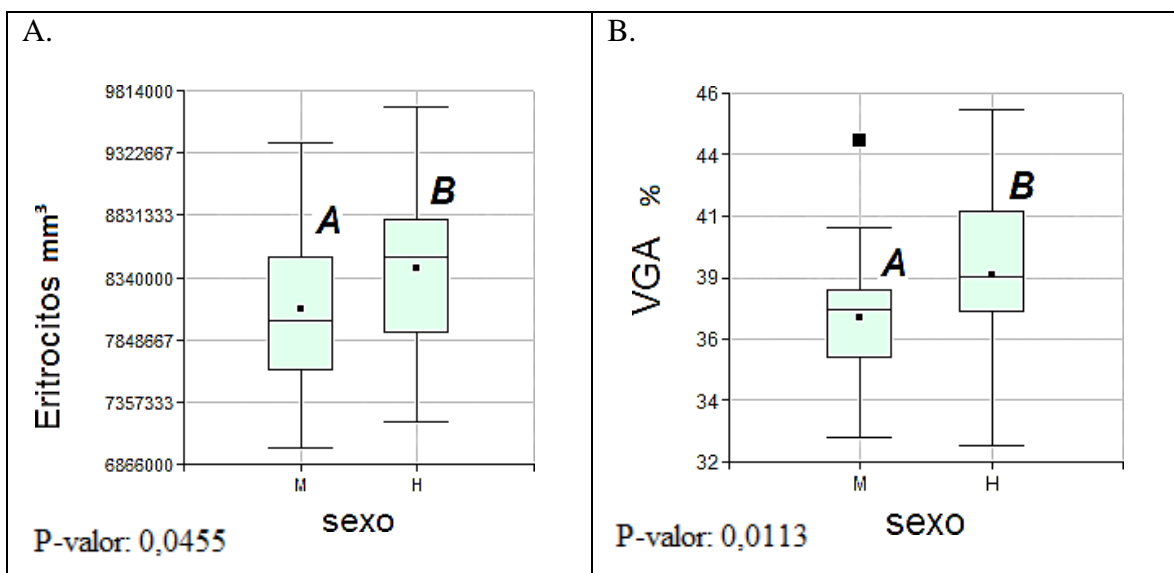 A.
9814000
9322667
8831333
8340000
7848667
7357333
6866000
Eritrocitos mm³
A
B
M
H
sexo
P-valor: 0,0455
B.
46
44
41
39
36
34
32
VGA %
A
B
M
H
sexo
P-valor: 0,0113